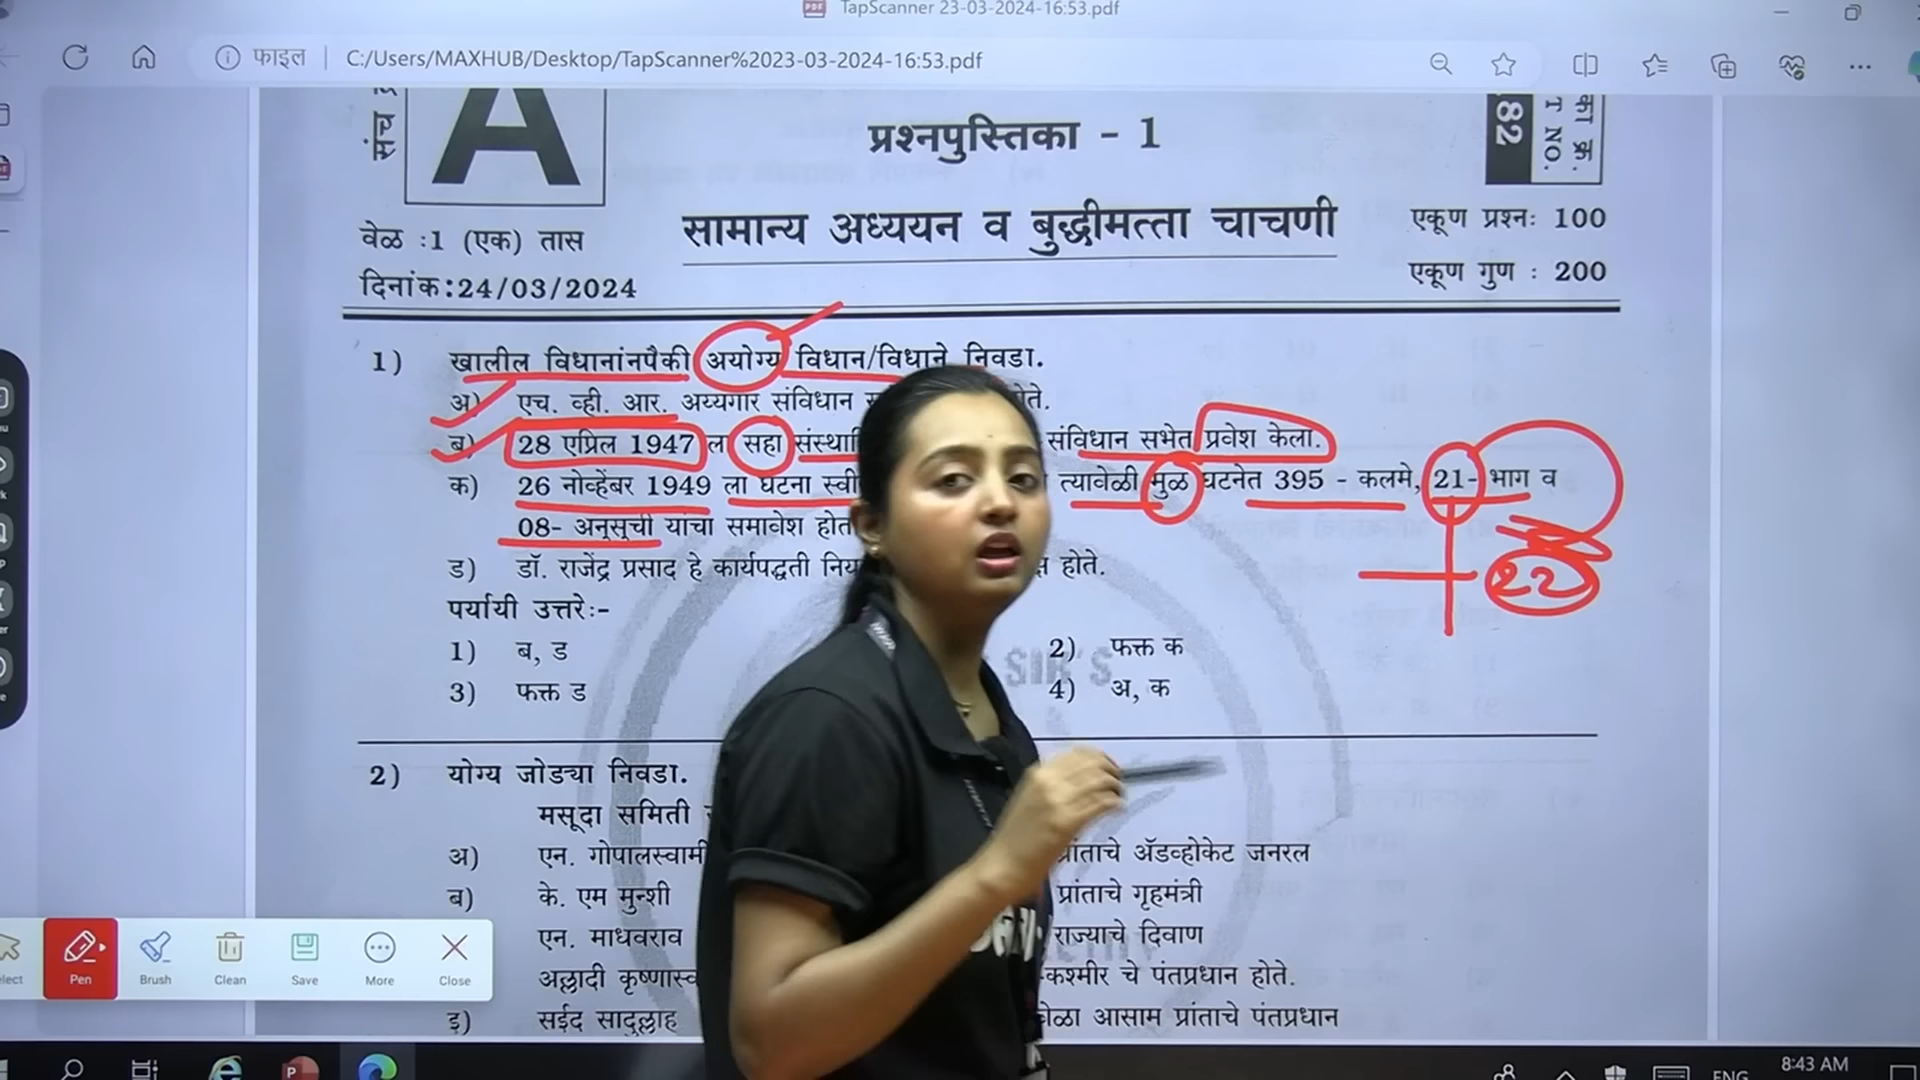 TapScanner 23-03-2024-16:53.pdf
फाइल | C:/Users/MAXHUB/Desktop/TapScanner%2023-03-2024-16:53.pdf
संच
A
प्रश्नपुस्तिका - 1
82
T NO.
का क्र.
वेळ :1 (एक) तास
सामान्य अध्ययन व बुद्धीमत्ता चाचणी
एकूण प्रश्नः 100
दिनांक:24/03/2024
एकूण गुण : 200
1) खालील विधानांनपैकी अयोग्य विधान/विधाने निवडा.
अ) एच. व्ही. आर. अय्यंगार संविधान होते.
ब) 28 एप्रिल 1947 ला सहा संविधान सभेत प्रवेश केला.
क) 26 नोव्हेंबर 1949 ला घटना त्यावेळी मुळ घटनेत 395 - कलमे, 21- भाग व
08- अनुसूची यांचा समावेश
22
ड) डॉ. राजेंद्र प्रसाद हे कार्यपद्धती होते.
पर्यायी उत्तरे:-
1) ब, ड 2) फक्त क
3) फक्त ड 4) अ, क
SIR'S
2) योग्य जोड्या निवडा.
मसूदा समिती
अ) एन. गोपालस्वामी प्रांताचे ॲडव्होकेट जनरल
ब) के. एम मुन्शी प्रांताचे गृहमंत्री
एन. माधवराव राज्याचे दिवाण
अल्लादी कश्मीर चे पंतप्रधान होते.
इ) सईद सादुल्लाह आसाम प्रांताचे पंतप्रधान
Pen Brush Clean Save More Close
ENG
8:43 AM